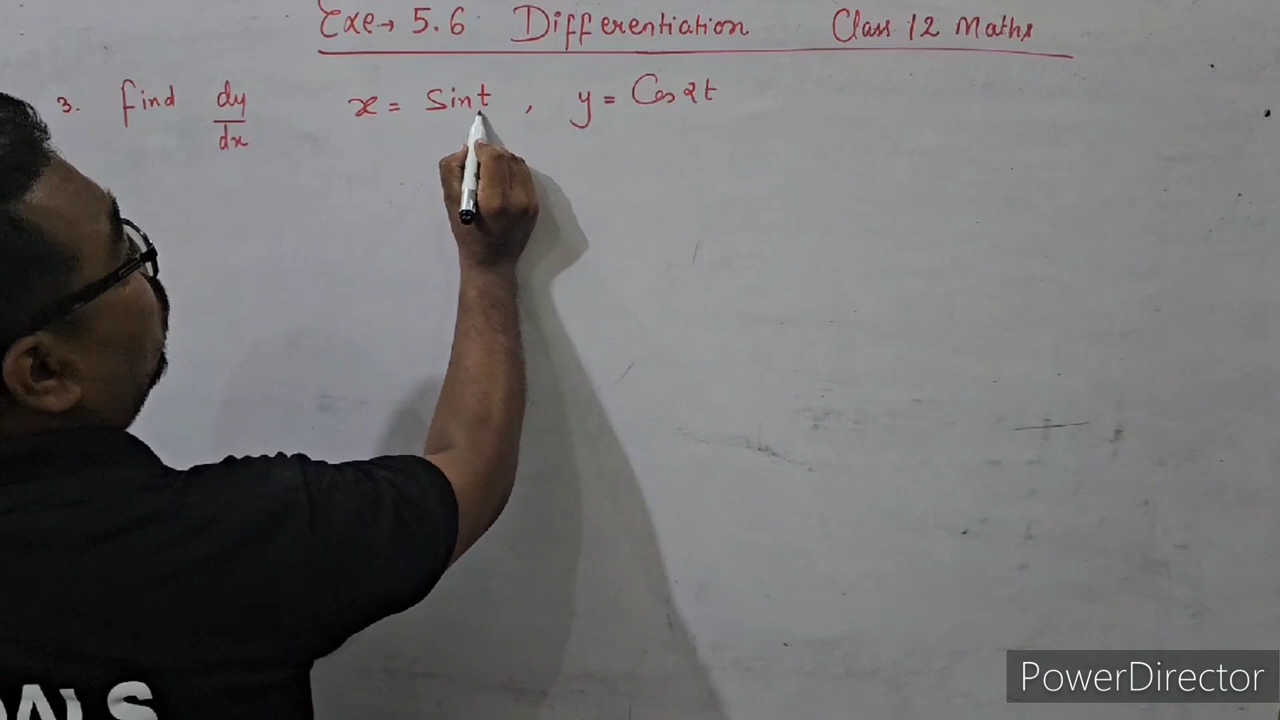 Exe→ 5.6 Differentiation Class 12 Maths
3. find dy/dx x = Sint , y = Cos2t
PowerDirector